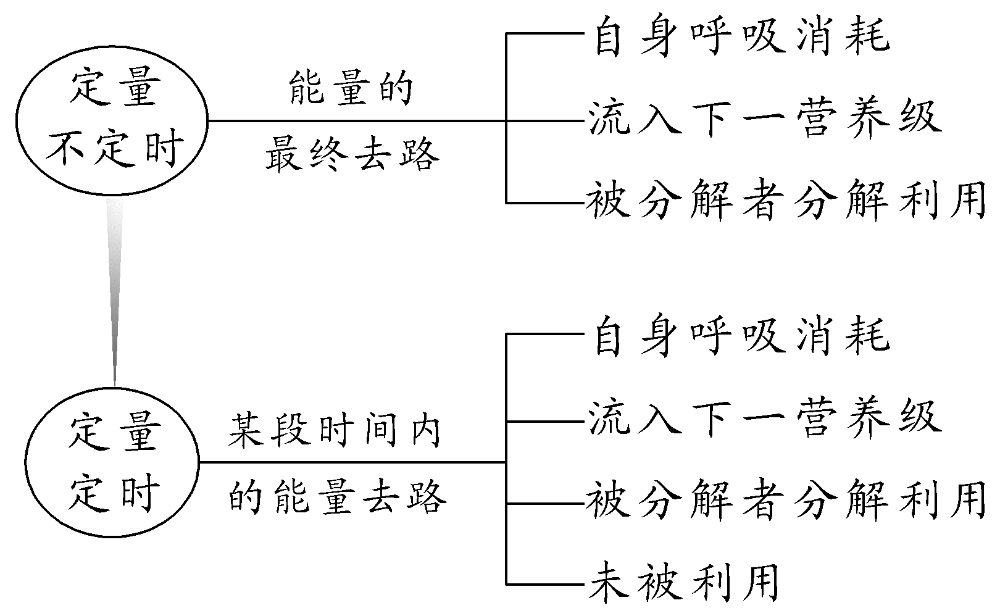 定量
不定时
能量的
最终去路
自身呼吸消耗
流入下一营养级
被分解者分解利用
定量
定时
某段时间内
的能量去路
自身呼吸消耗
流入下一营养级
被分解者分解利用
未被利用